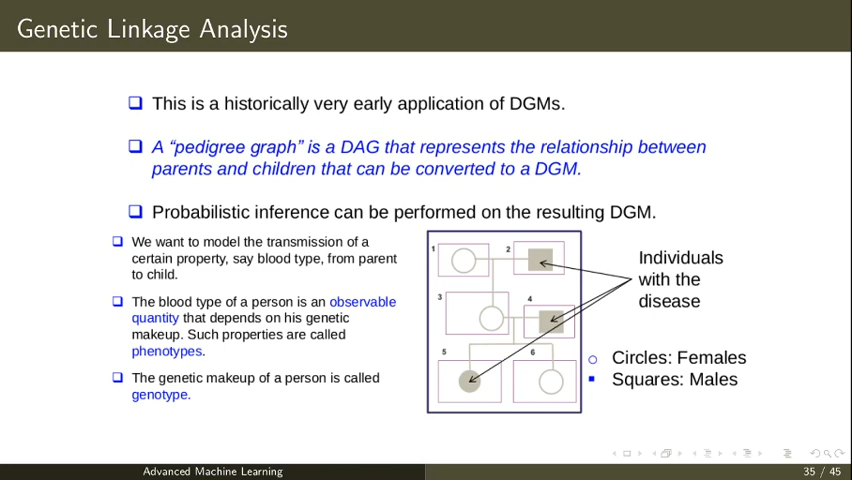 Genetic Linkage Analysis
This is a historically very early application of DGMs.
A “pedigree graph” is a DAG that represents the relationship between
parents and children that can be converted to a DGM.
Probabilistic inference can be performed on the resulting DGM.
We want to model the transmission of a
certain property, say blood type, from parent
to child.
The blood type of a person is an observable
quantity that depends on his genetic
makeup. Such properties are called
phenotypes.
The genetic makeup of a person is called
genotype.
1
2
3
4
5
6
Individuals
with the
disease
Circles: Females
Squares: Males
Advanced Machine Learning
35 / 45